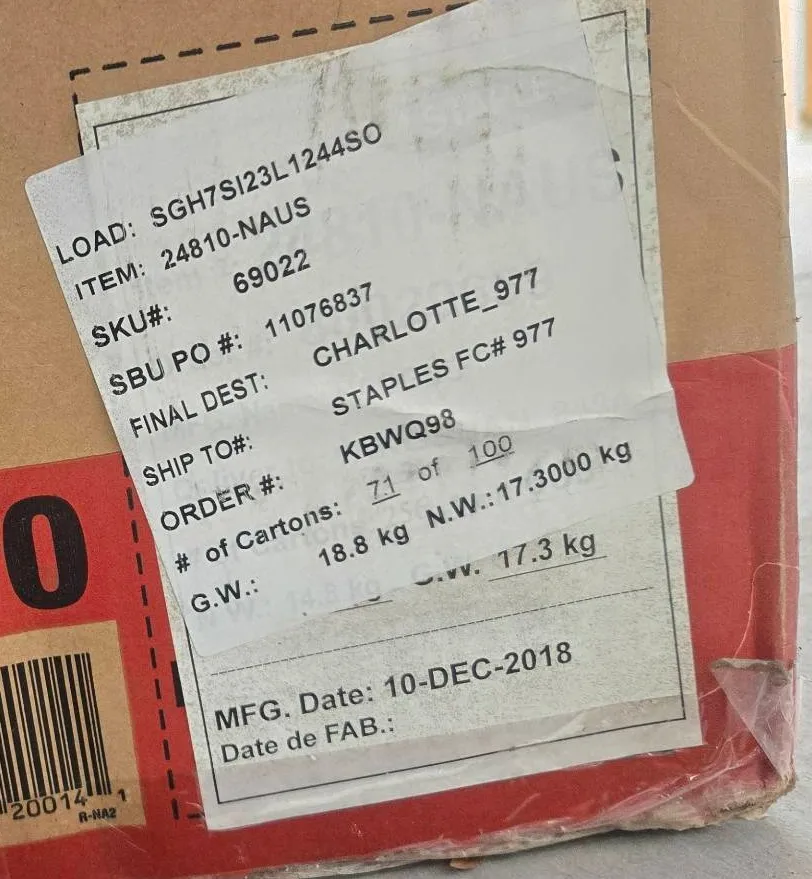 LOAD: SGH7SI23L1244SO
ITEM: 24810-NAUS
SKU#: 69022
SBU PO #: 11076837
FINAL DEST: CHARLOTTE_977
SHIP TO#: STAPLES FC# 977
ORDER #: KBWQ98
# of Cartons: 71 of 100
G.W.: 18.8 kg N.W.:17.3000 kg
17.3 kg
MFG. Date: 10-DEC-2018
Date de FAB.:
0
20014 1
R-NA2